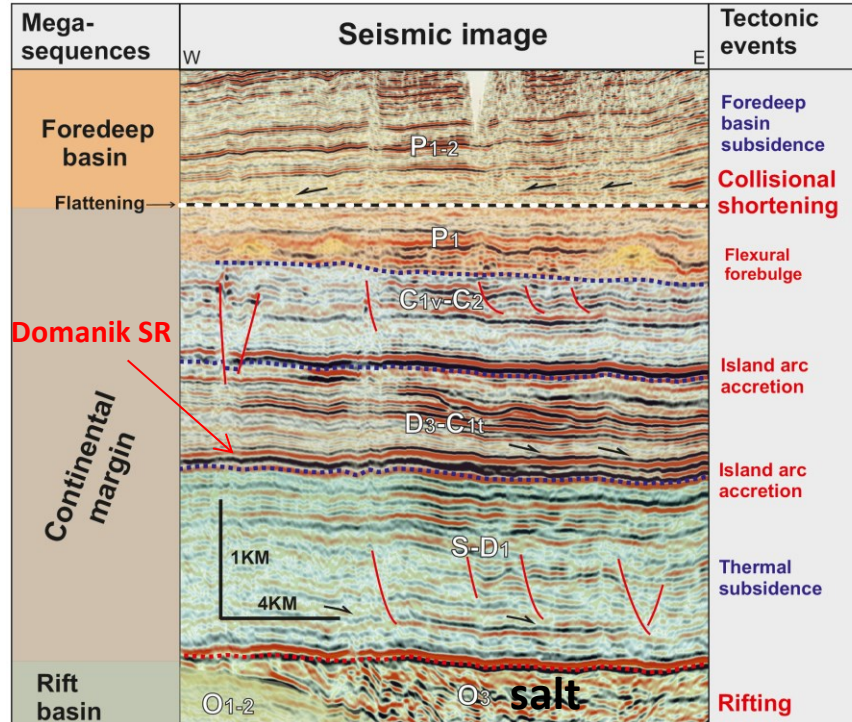 Mega-
sequences
Seismic image
W
E
Tectonic
events
Foredeep
basin
Flattening
Continental
margin
Rift
basin
Domanik SR
P1-2
P1
C1v-C2
D3-C1t
S-D1
1KM
4KM
O1-2
O3
salt
Foredeep
basin
subsidence
Collisional
shortening
Flexural
forebulge
Island arc
accretion
Island arc
accretion
Thermal
subsidence
Rifting